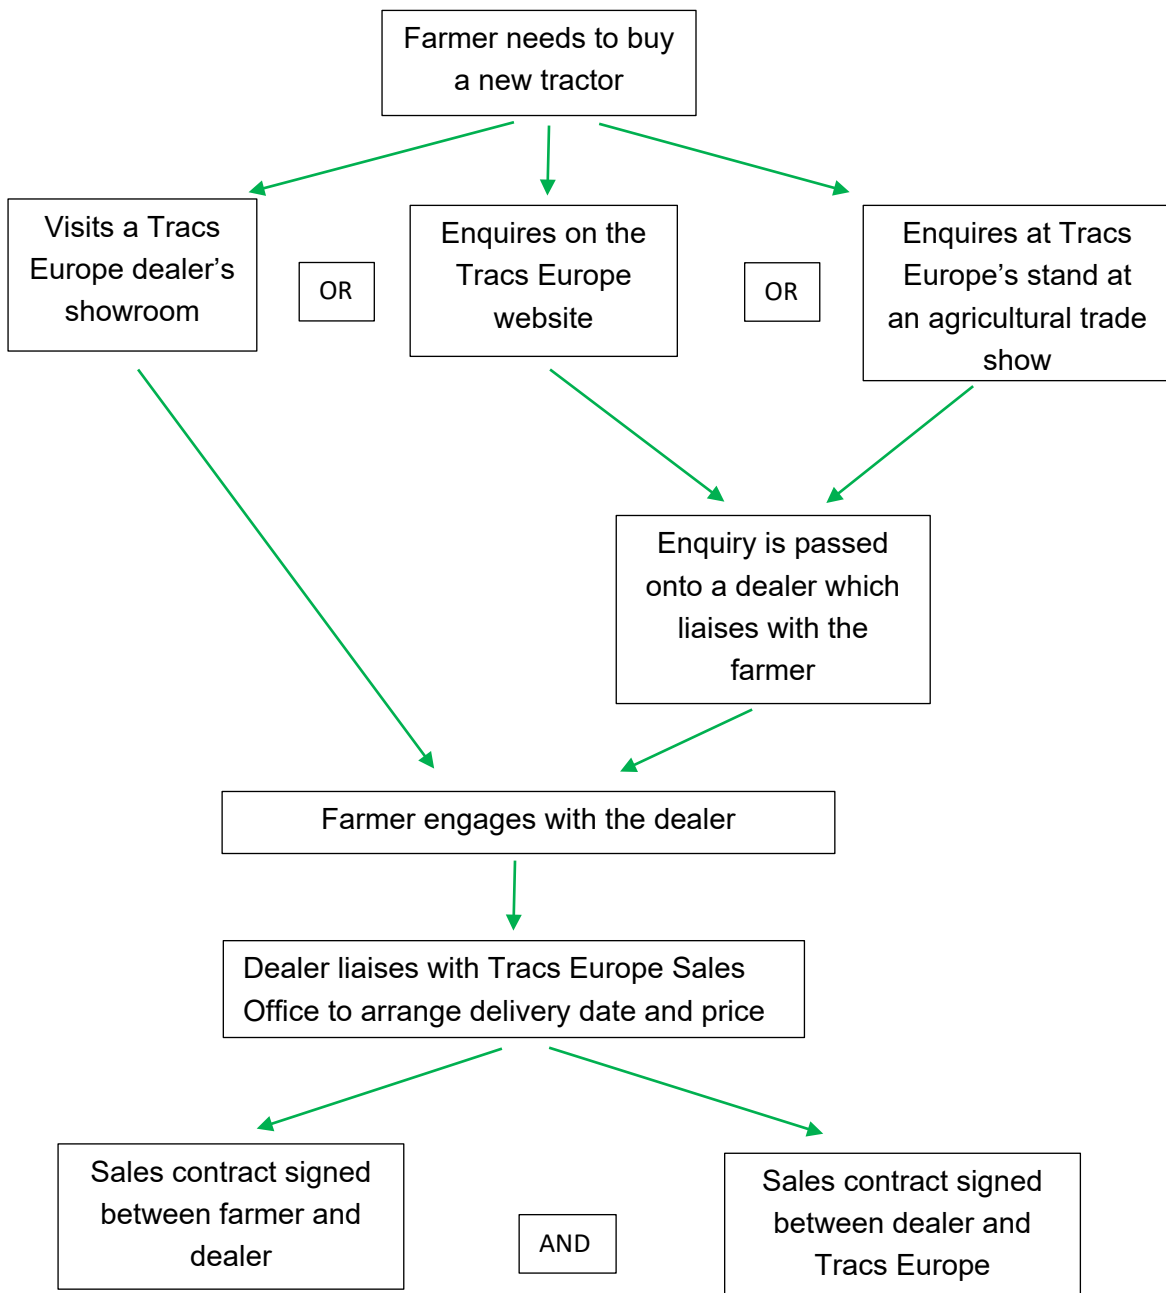 Farmer needs to buy
a new tractor
Visits a Tracs
Europe dealer’s
showroom
OR
Enquires on the
Tracs Europe
website
OR
Enquires at Tracs
Europe’s stand at
an agricultural trade
show
Enquiry is passed
onto a dealer which
liaises with the
farmer
Farmer engages with the dealer
Dealer liaises with Tracs Europe Sales
Office to arrange delivery date and price
Sales contract signed
between farmer and
dealer
AND
Sales contract signed
between dealer and
Tracs Europe